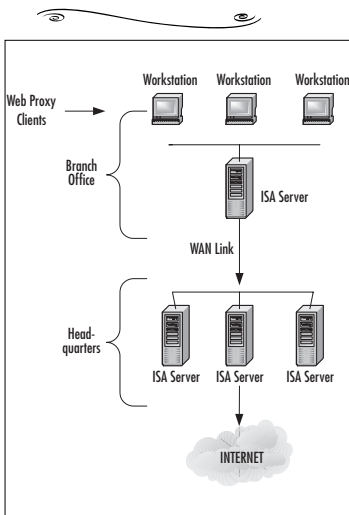 Workstation Workstation Workstation
Web Proxy
Clients
Branch
Office
ISA Server
WAN Link
Head-
quarters
ISA Server ISA Server ISA Server
INTERNET